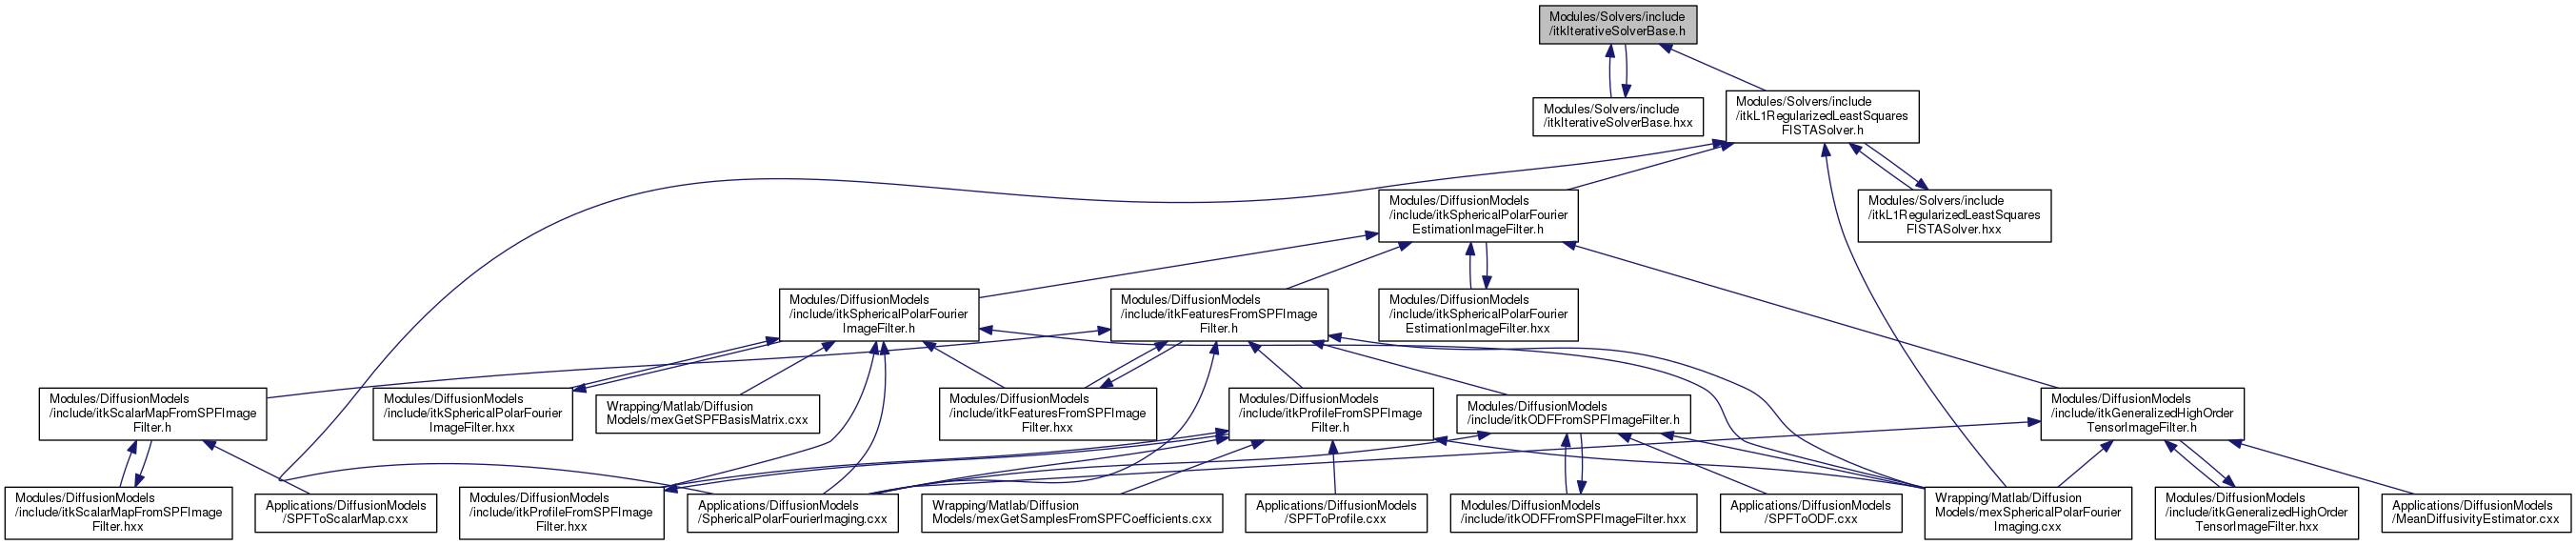 Modules/Solvers/include
/itkIterativeSolverBase.h
Modules/Solvers/include
/itkIterativeSolverBase.hxx
Modules/Solvers/include
/itkL1RegularizedLeastSquares
FISTASolver.h
Modules/DiffusionModels
/include/itkSphericalPolarFourier
EstimationImageFilter.h
Modules/Solvers/include
/itkL1RegularizedLeastSquares
FISTASolver.hxx
Modules/DiffusionModels
/include/itkSphericalPolarFourier
ImageFilter.h
Modules/DiffusionModels
/include/itkFeaturesFromSPFImage
Filter.h
Modules/DiffusionModels
/include/itkSphericalPolarFourier
EstimationImageFilter.hxx
Modules/DiffusionModels
/include/itkScalarMapFromSPFImage
Filter.h
Modules/DiffusionModels
/include/itkSphericalPolarFourier
ImageFilter.hxx
Wrapping/Matlab/Diffusion
Models/mexGetSPFBasisMatrix.cxx
Modules/DiffusionModels
/include/itkFeaturesFromSPFImage
Filter.hxx
Modules/DiffusionModels
/include/itkProfileFromSPFImage
Filter.h
Modules/DiffusionModels
/include/itkODFFromSPFImageFilter.h
Modules/DiffusionModels
/include/itkGeneralizedHighOrder
TensorImageFilter.h
Modules/DiffusionModels
/include/itkScalarMapFromSPFImage
Filter.hxx
Applications/DiffusionModels
/SPFToScalarMap.cxx
Modules/DiffusionModels
/include/itkProfileFromSPFImage
Filter.hxx
Applications/DiffusionModels
/SphericalPolarFourierImaging.cxx
Wrapping/Matlab/Diffusion
Models/mexGetSamplesFromSPFCoefficients.cxx
Applications/DiffusionModels
/SPFToProfile.cxx
Modules/DiffusionModels
/include/itkODFFromSPFImageFilter.hxx
Applications/DiffusionModels
/SPFToODF.cxx
Wrapping/Matlab/Diffusion
Models/mexSphericalPolarFourier
Imaging.cxx
Modules/DiffusionModels
/include/itkGeneralizedHighOrder
TensorImageFilter.hxx
Applications/DiffusionModels
/MeanDiffusivityEstimator.cxx